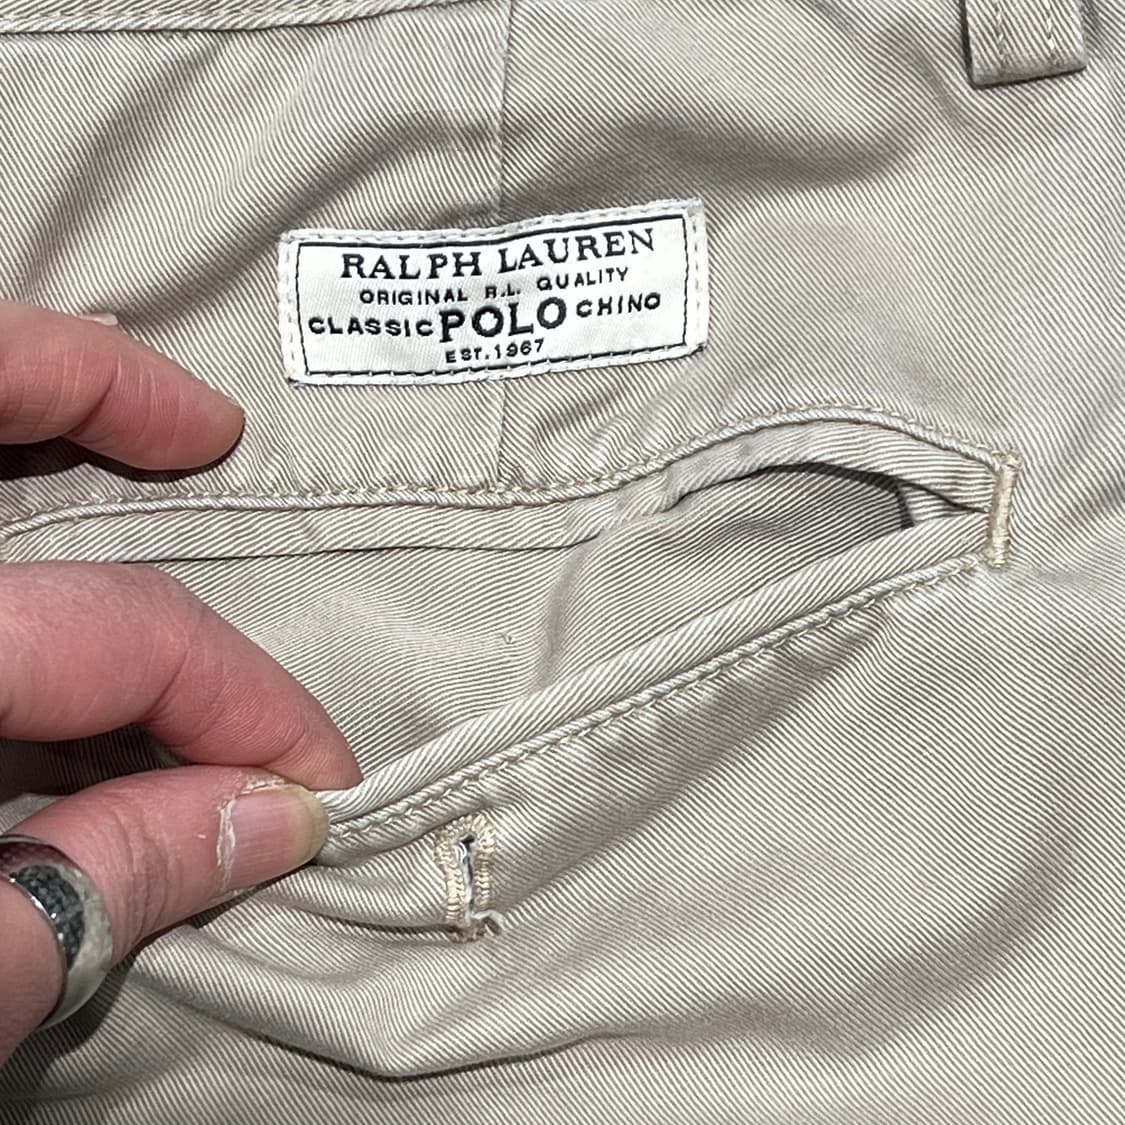 RALPH LAUREN
ORIGINAL R.L. QUALITY
CLASSIC POLO CHINO
EST. 1967